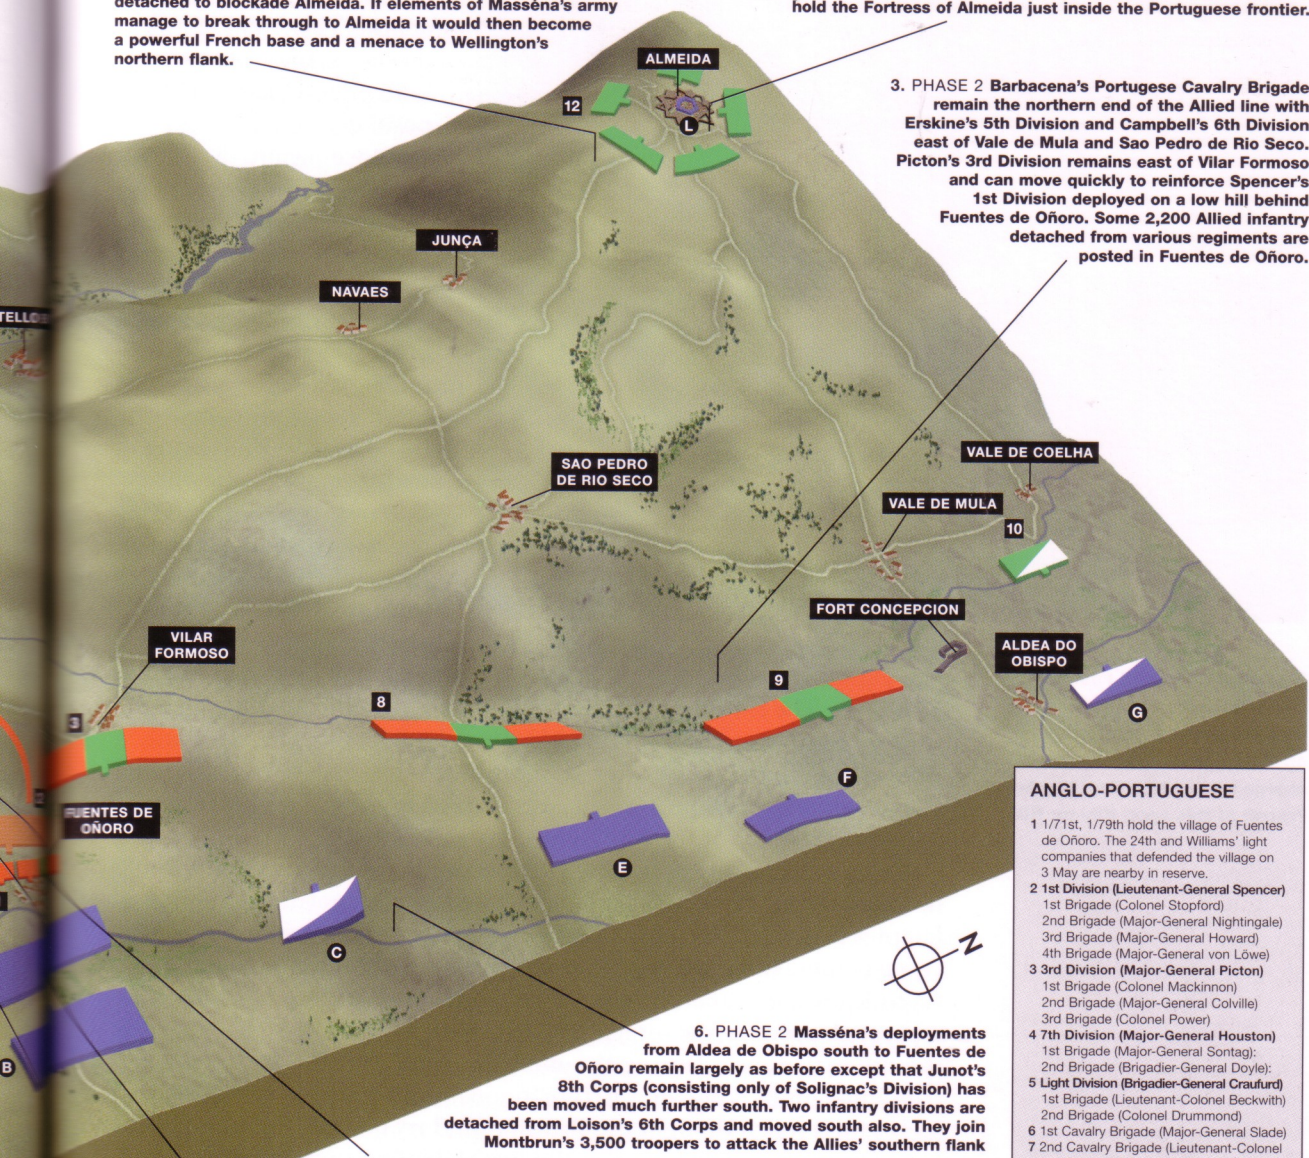 detached to blockade Almeida. If elements of Masséna's army
manage to break through to Almeida it would then become
a powerful French base and a menace to Wellington's
northern flank.
hold the Fortress of Almeida just inside the Portuguese frontier.
3. PHASE 2 Barbacena's Portugese Cavalry Brigade
remain the northern end of the Allied line with
Erskine's 5th Division and Campbell's 6th Division
east of Vale de Mula and Sao Pedro de Rio Seco.
Picton's 3rd Division remains east of Vilar Formoso
and can move quickly to reinforce Spencer's
1st Division deployed on a low hill behind
Fuentes de Oñoro. Some 2,200 Allied infantry
detached from various regiments are
posted in Fuentes de Oñoro.
ALMEIDA
12
L
JUNÇA
NAVAES
TELLOS
SAO PEDRO
DE RIO SECO
VALE DE COELHA
VALE DE MULA
10
FORT CONCEPCION
VILAR
FORMOSO
ALDEA DO
OBISPO
8
9
3
G
FUENTES DE
OÑORO
F
E
C
B
N
6. PHASE 2 Masséna's deployments
from Aldea de Obispo south to Fuentes de
Oñoro remain largely as before except that Junot's
8th Corps (consisting only of Solignac's Division) has
been moved much further south. Two infantry divisions are
detached from Loison's 6th Corps and moved south also. They join
Montbrun's 3,500 troopers to attack the Allies' southern flank
ANGLO-PORTUGUESE
1 1/71st, 1/79th hold the village of Fuentes
de Oñoro. The 24th and Williams' light
companies that defended the village on
3 May are nearby in reserve.
2 1st Division (Lieutenant-General Spencer)
1st Brigade (Colonel Stopford)
2nd Brigade (Major-General Nightingale)
3rd Brigade (Major-General Howard)
4th Brigade (Major-General von Löwe)
3 3rd Division (Major-General Picton)
1st Brigade (Colonel Mackinnon)
2nd Brigade (Major-General Colville)
3rd Brigade (Colonel Power)
4 7th Division (Major-General Houston)
1st Brigade (Major-General Sontag):
2nd Brigade (Brigadier-General Doyle):
5 Light Division (Brigadier-General Craufurd)
1st Brigade (Lieutenant-Colonel Beckwith)
2nd Brigade (Colonel Drummond)
6 1st Cavalry Brigade (Major-General Slade)
7 2nd Cavalry Brigade (Lieutenant-Colonel